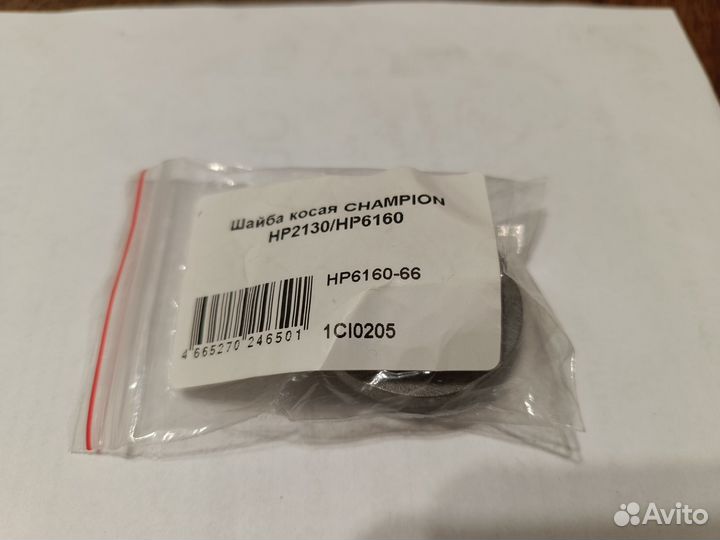 Шайба косая CHAMPION
HP2130/HP6160
HP6160-66
1CI0205
4 665270 246501
Avito